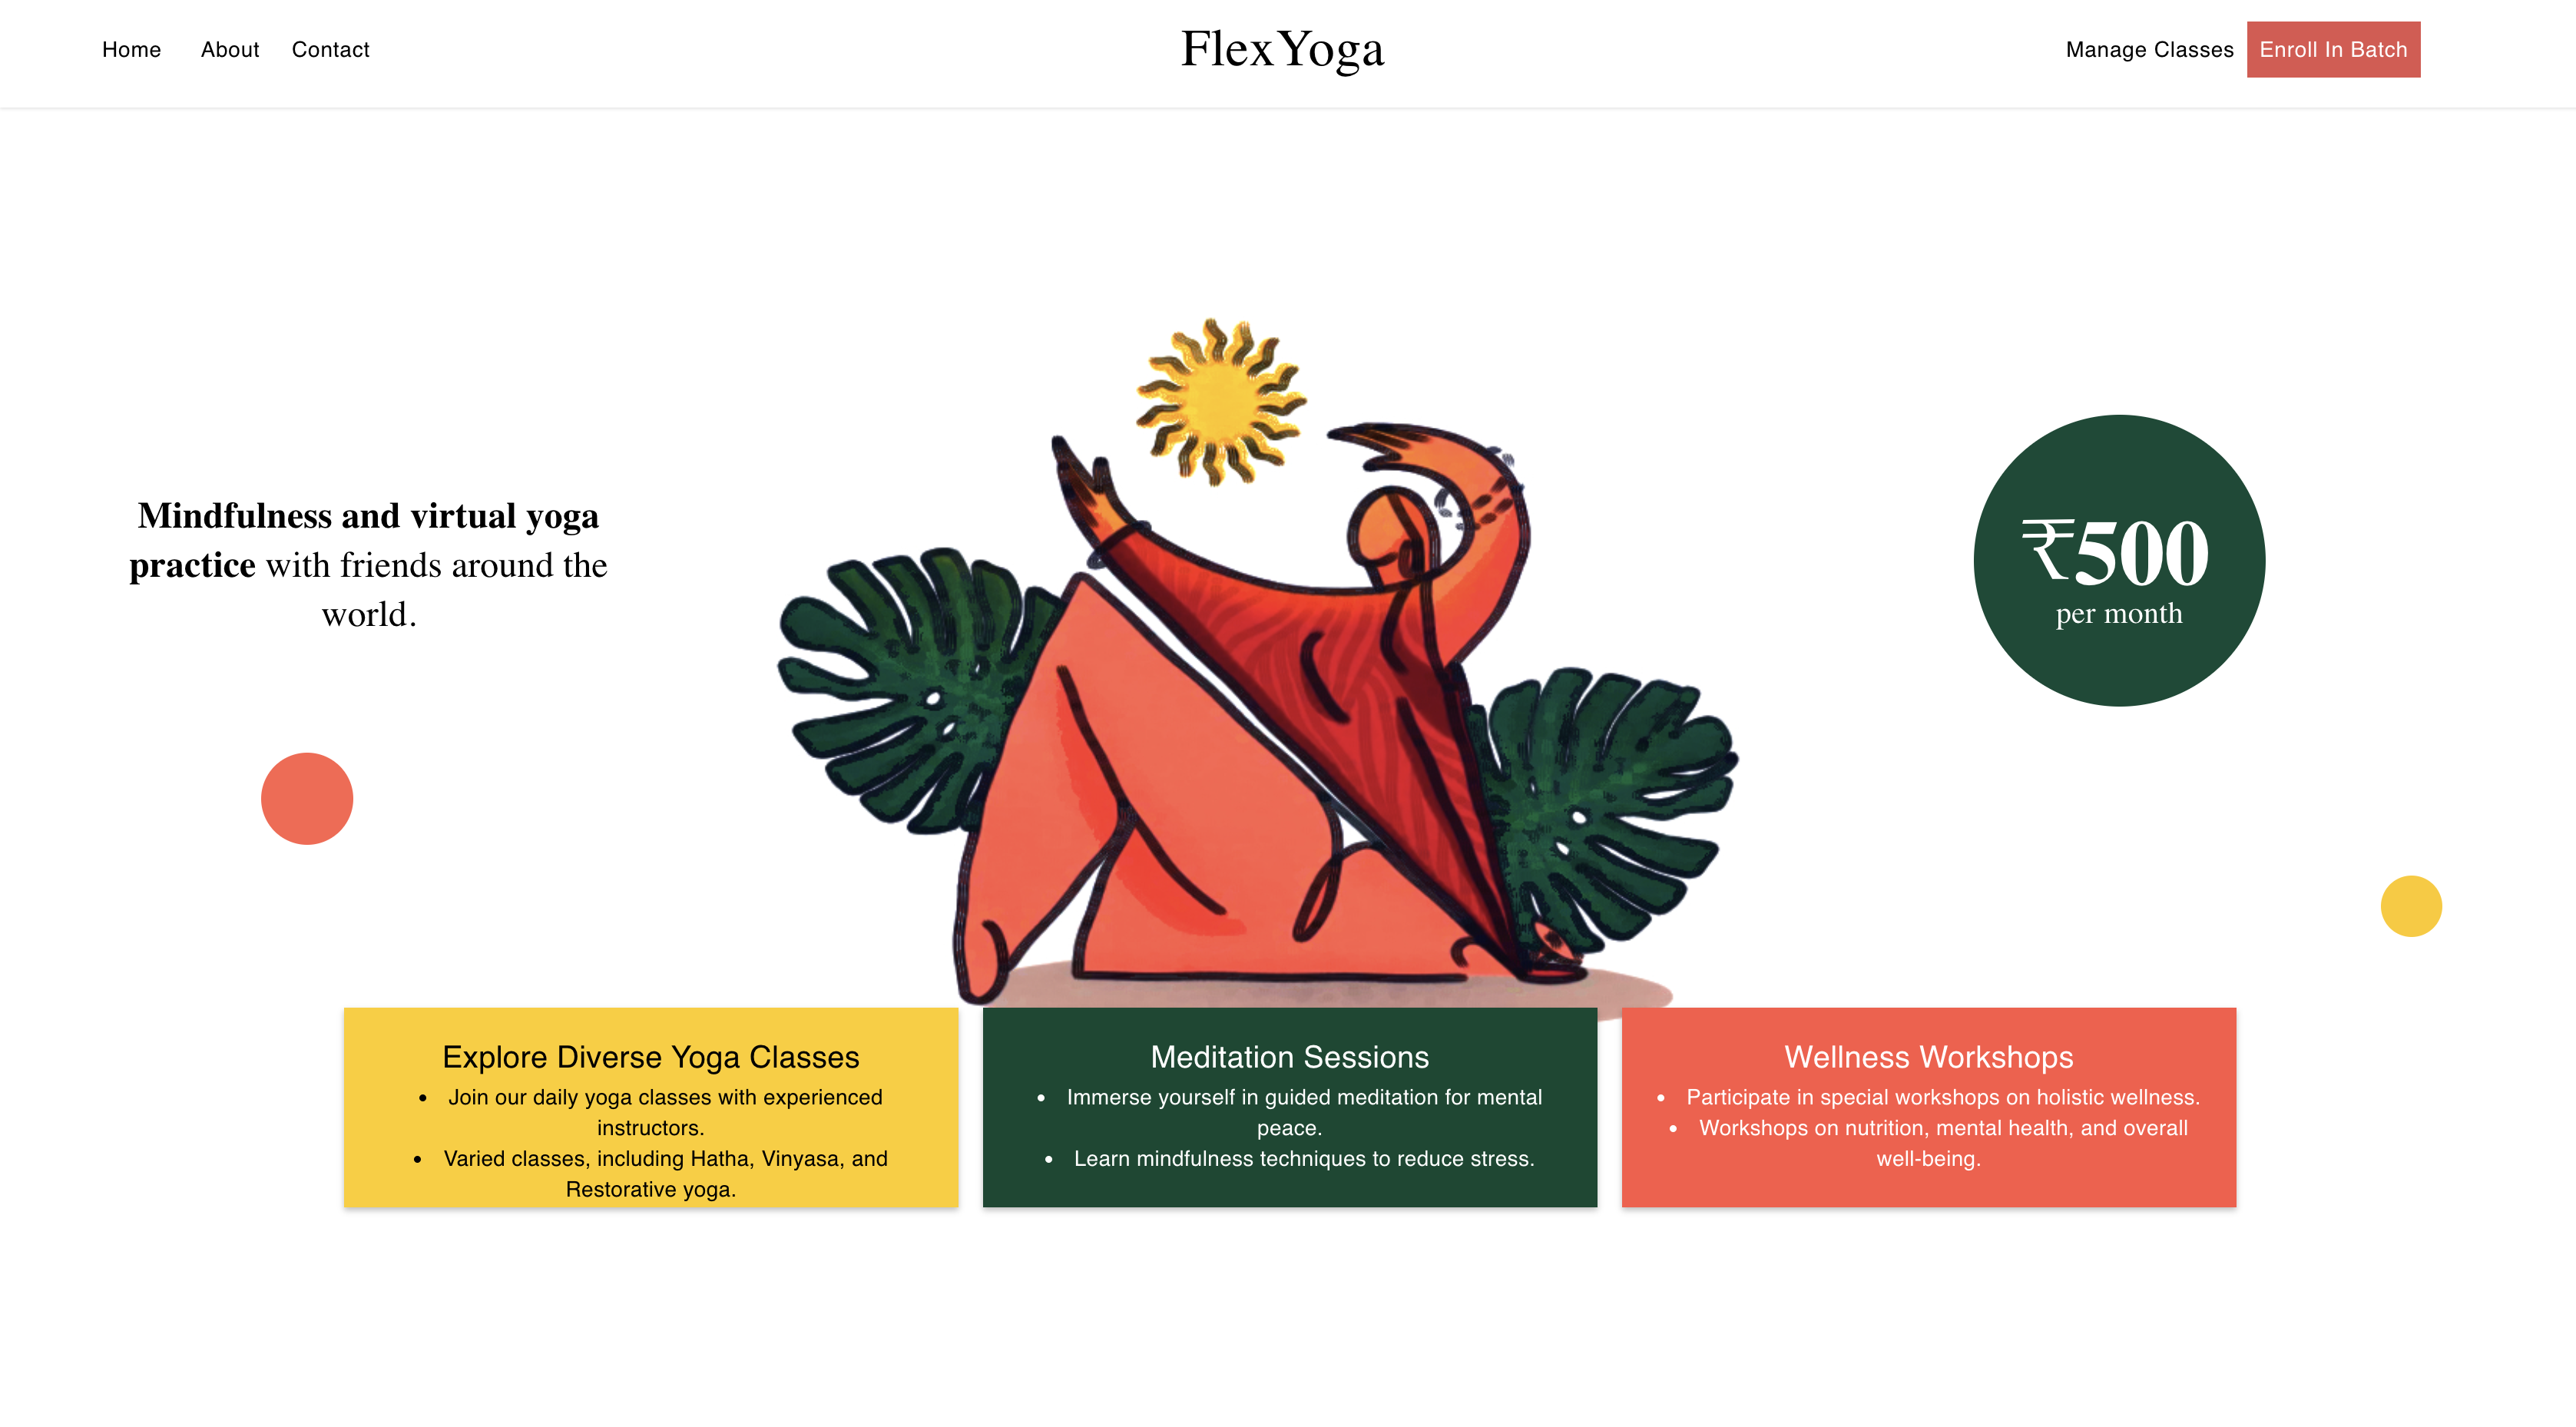 Home About Contact
FlexYoga
Manage Classes Enroll In Batch
Mindfulness and virtual yoga
practice with friends around the
world.
₹500
per month
Explore Diverse Yoga Classes
• Join our daily yoga classes with experienced
instructors.
• Varied classes, including Hatha, Vinyasa, and
Restorative yoga.
Meditation Sessions
• Immerse yourself in guided meditation for mental
peace.
• Learn mindfulness techniques to reduce stress.
Wellness Workshops
• Participate in special workshops on holistic wellness.
• Workshops on nutrition, mental health, and overall
well-being.